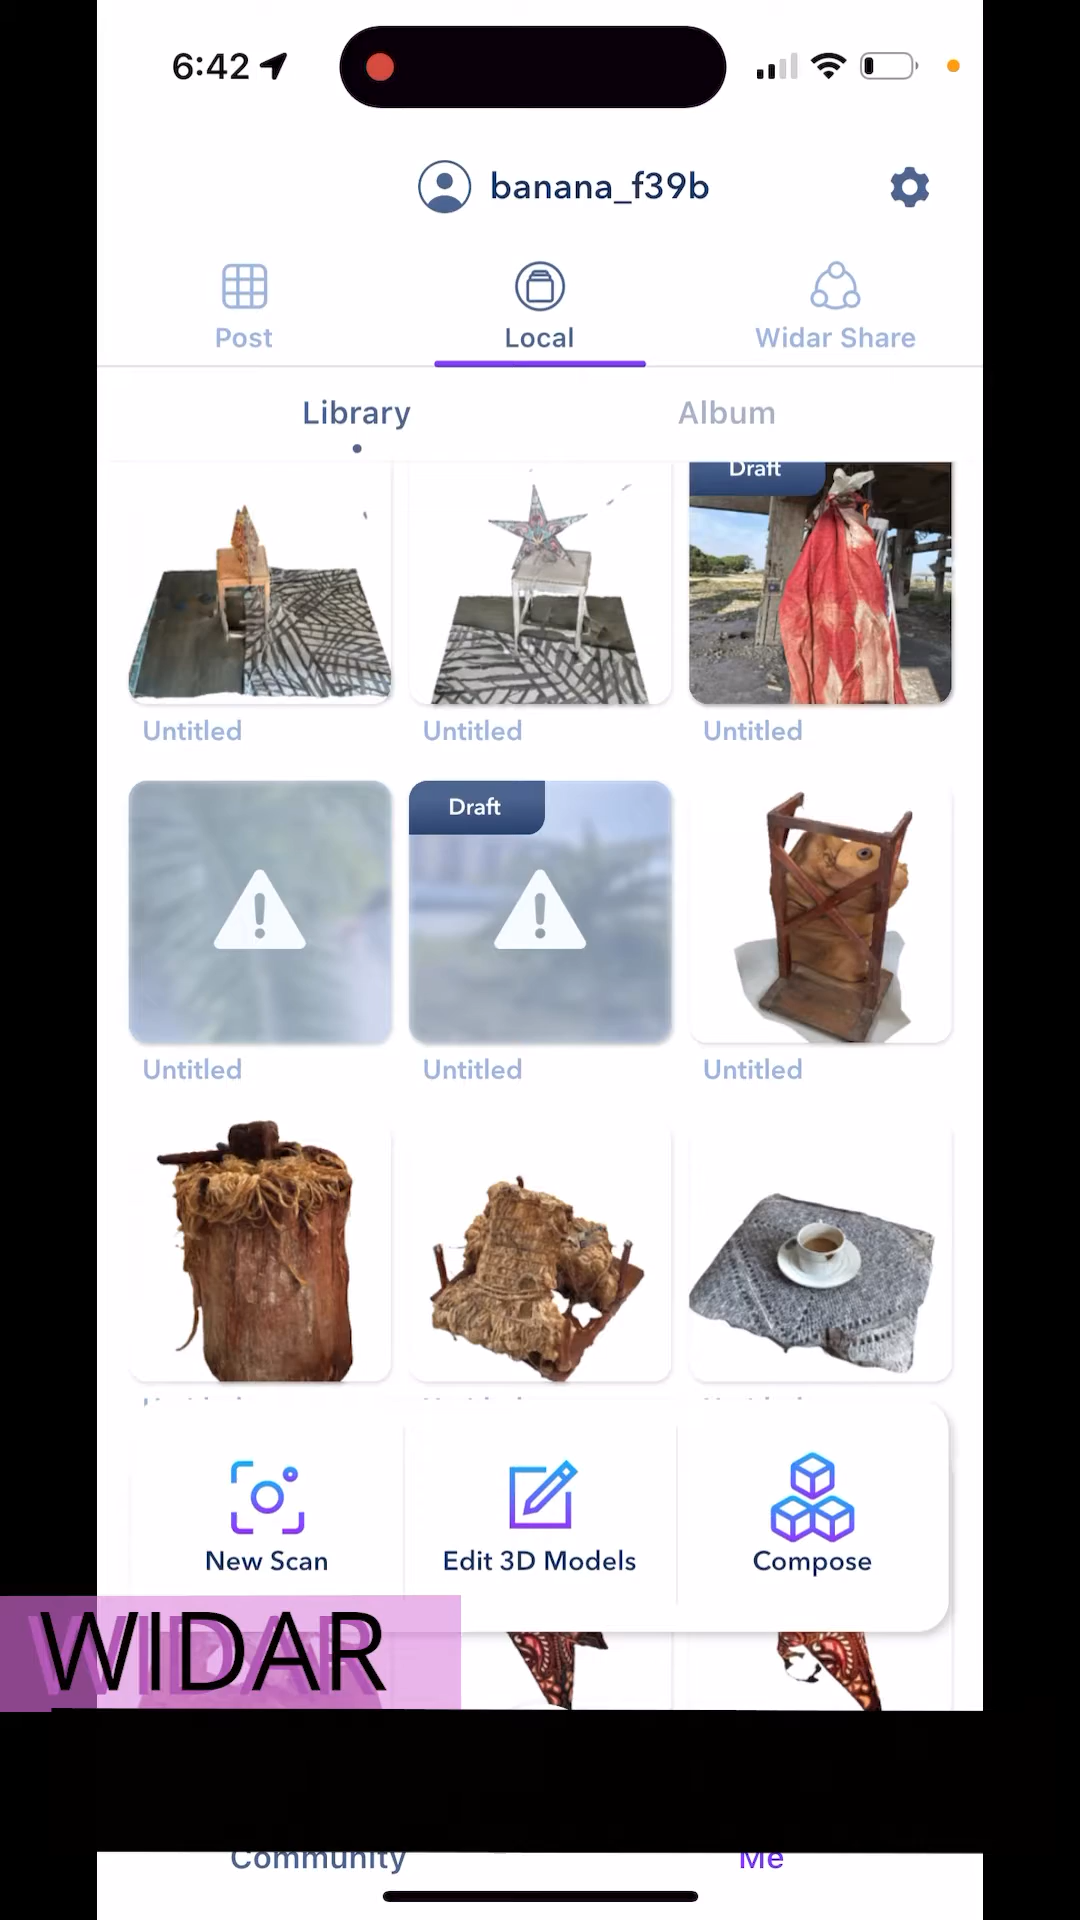 6:42
banana_f39b
Post
Local
Widar Share
Library
Album
Draft
Untitled
Untitled
Untitled
Draft
Untitled
Untitled
Untitled
New Scan
Edit 3D Models
Compose
WIDAR
Community
Me